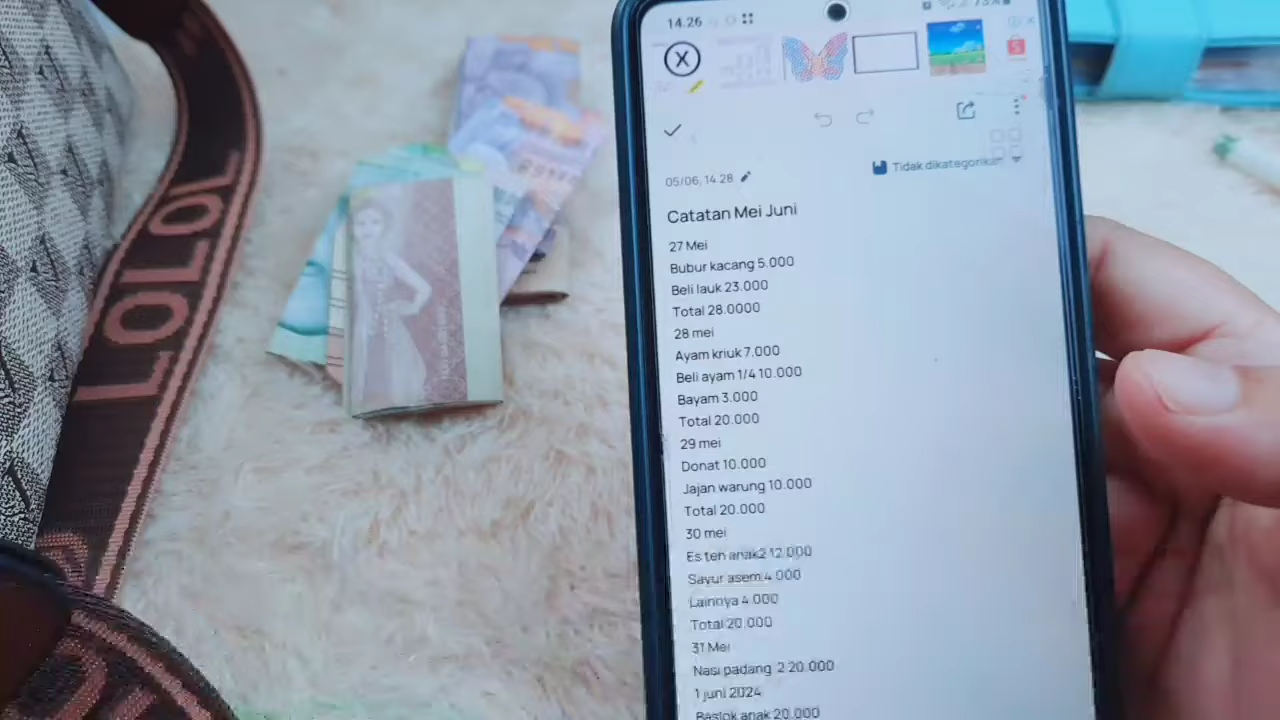 14.26
73%
05/06, 14.28
Tidak dikategorikan
Catatan Mei Juni
27 Mei
Bubur kacang 5.000
Beli lauk 23.000
Total 28.0000
28 mei
Ayam kriuk 7.000
Beli ayam 1/4 10.000
Bayam 3.000
Total 20.000
29 mei
Donat 10.000
Jajan warung 10.000
Total 20.000
30 mei
Es teh anak2 12.000
Sayur asem 4 000
Lainnya 4.000
Total 20.000
31 Mei
Nasi padang 2 20.000
1 juni 2024
Baslok anak 20.000
LOLOL